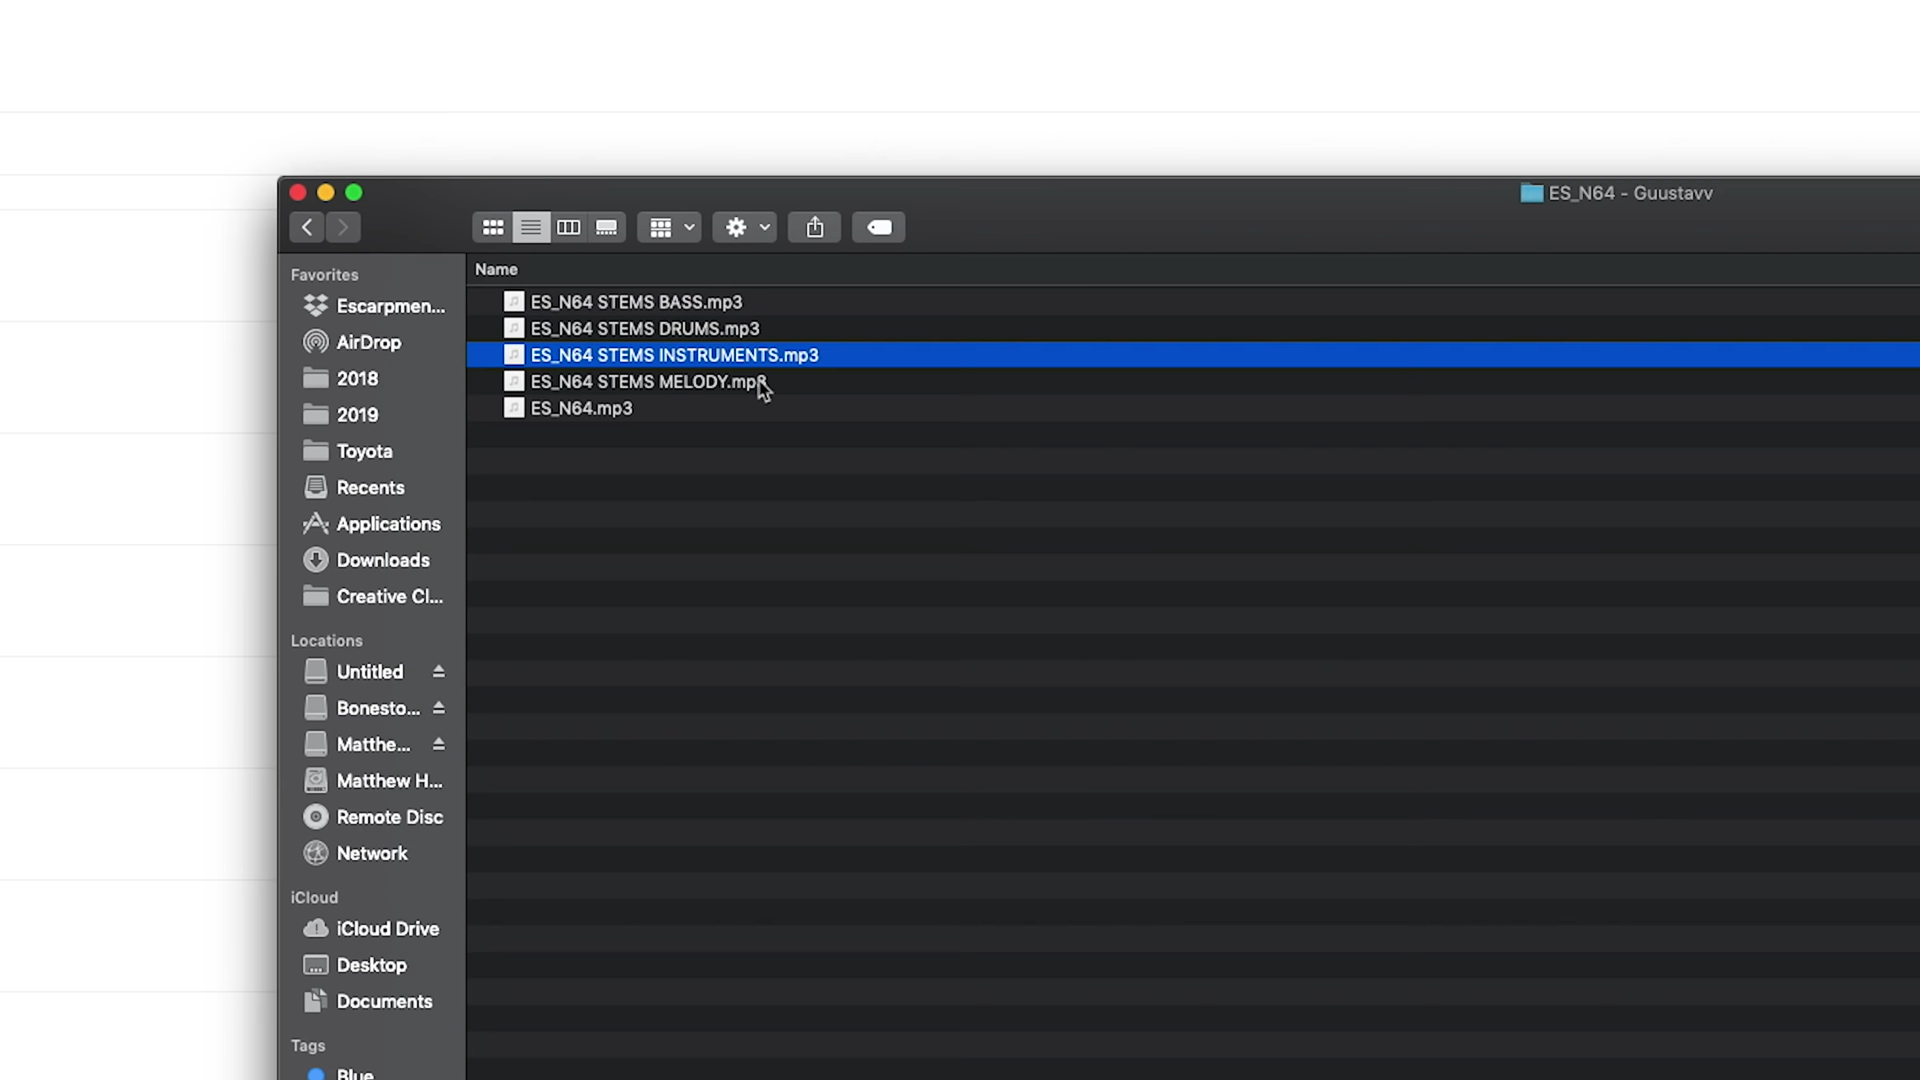 ES_N64 - Guustavv
Favorites
Escarpmen...
AirDrop
2018
2019
Toyota
Recents
Applications
Downloads
Creative Cl...
Locations
Untitled
Bonesto...
Matthe...
Matthew H...
Remote Disc
Network
iCloud
iCloud Drive
Desktop
Documents
Tags
Blue
Name
ES_N64 STEMS BASS.mp3
ES_N64 STEMS DRUMS.mp3
ES_N64 STEMS INSTRUMENTS.mp3
ES_N64 STEMS MELODY.mp3
ES_N64.mp3